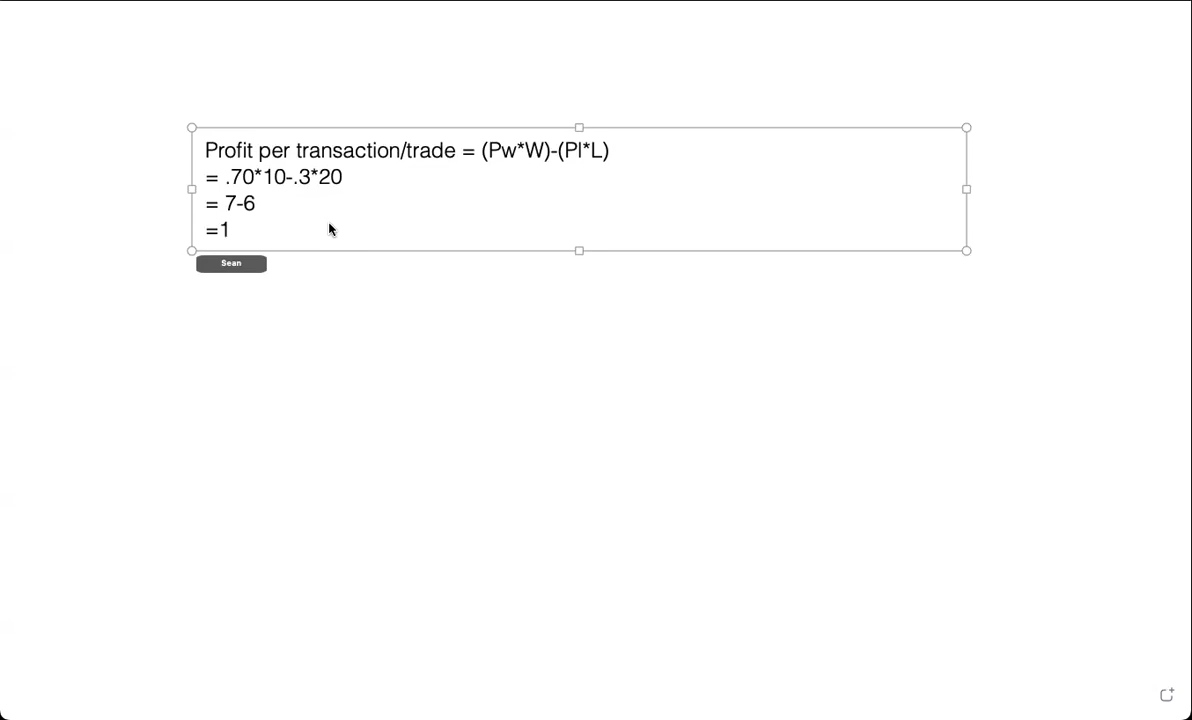 Profit per transaction/trade = (Pw*W)-(Pl*L)
= .70*10-.3*20
= 7-6
=1
Sean